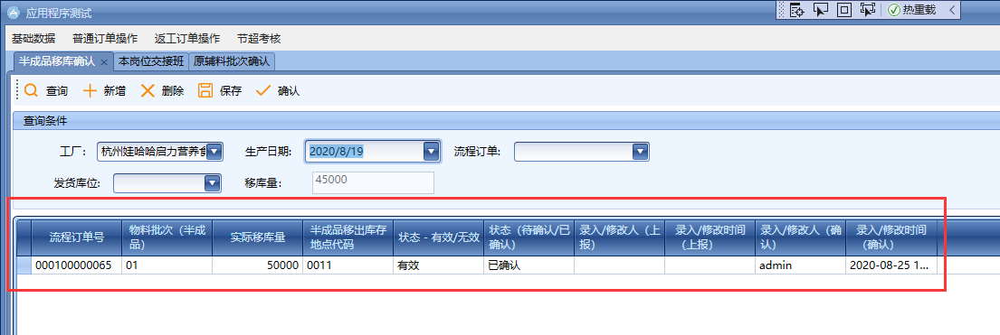 应用程序测试
热重载
基础数据 普通订单操作 返工订单操作 节超考核
半成品移库确认 本岗位交接班 原辅料批次确认
查询 新增 删除 保存 确认
查询条件
工厂: 杭州娃哈哈启力营养食 生产日期: 2020/8/19 流程订单:
发货库位: 移库量: 45000
流程订单号 物料批次（半成品） 实际移库量 半成品移出库存地点代码 状态 - 有效/无效 状态（待确认/已确认） 录入/修改人（上报） 录入/修改时间（上报） 录入/修改人（确认） 录入/修改时间（确认）
000100000065 01 50000 0011 有效 已确认 admin 2020-08-25 1...